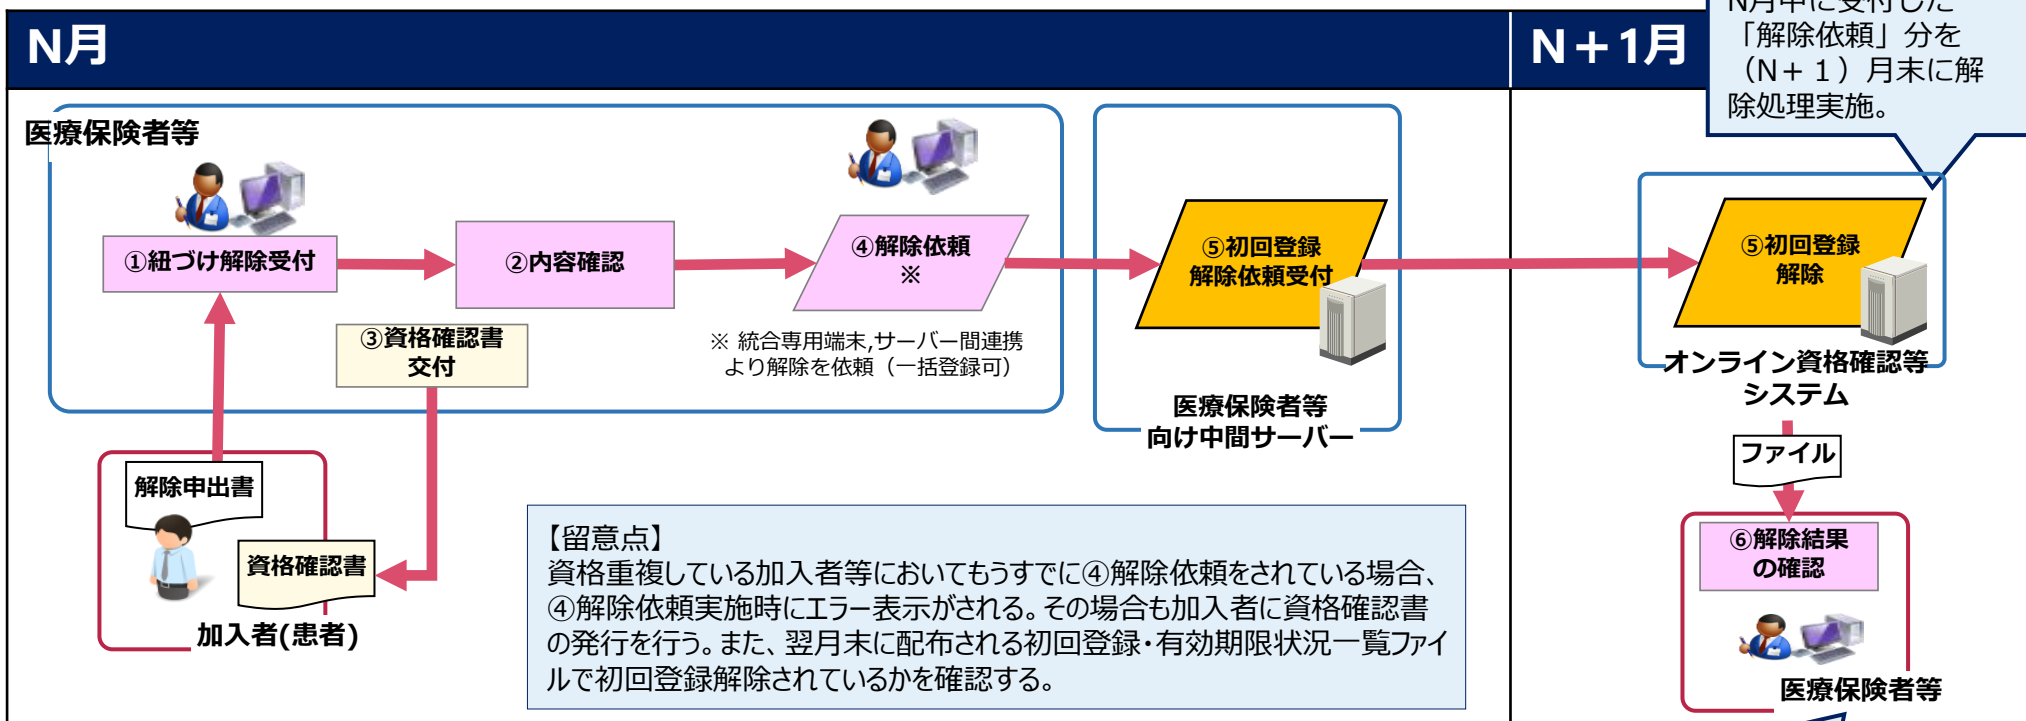 N月
N＋1月
N月中に受付した
「解除依頼」分を
（N＋１）月末に解
除処理実施。
医療保険者等
①紐づけ解除受付
②内容確認
④解除依頼
※
⑤初回登録
解除依頼受付
⑤初回登録
解除
③資格確認書
交付
※ 統合専用端末,サーバー間連携
より解除を依頼（一括登録可）
医療保険者等
向け中間サーバー
オンライン資格確認等
システム
ファイル
解除申出書
資格確認書
加入者(患者)
【留意点】
資格重複している加入者等においてもうすでに④解除依頼をされている場合、
④解除依頼実施時にエラー表示がされる。その場合も加入者に資格確認書
の発行を行う。また、翌月末に配布される初回登録・有効期限状況一覧ファイ
ルで初回登録解除されているかを確認する。
⑥解除結果
の確認
医療保険者等